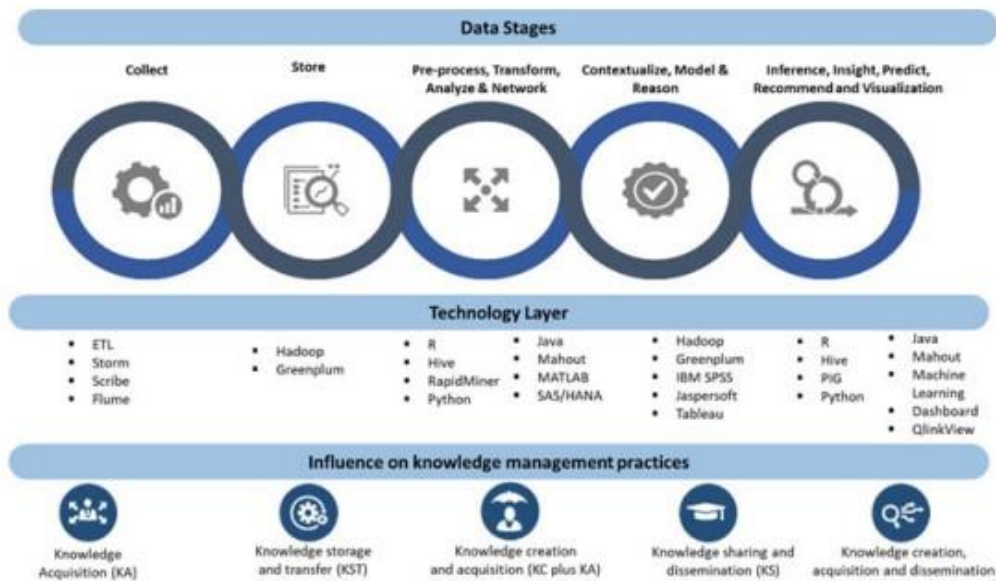 Data Stages
Collect
Store
Pre-process, Transform,
Analyze & Network
Contextualize, Model &
Reason
Inference, Insight, Predict,
Recommend and Visualization
Technology Layer
ETL
Storm
Scribe
Flume
Hadoop
Greenplum
R
Hive
RapidMiner
Python
Java
Mahout
MATLAB
SAS/HANA
Hadoop
Greenplum
IBM SPSS
Jaspersoft
Tableau
R
Hive
PIG
Python
Java
Mahout
Machine
Learning
Dashboard
QlinkView
Influence on knowledge management practices
Knowledge
Acquisition (KA)
Knowledge storage
and transfer (KST)
Knowledge creation
and acquisition (KC plus KA)
Knowledge sharing and
dissemination (KS)
Knowledge creation,
acquisition and dissemination